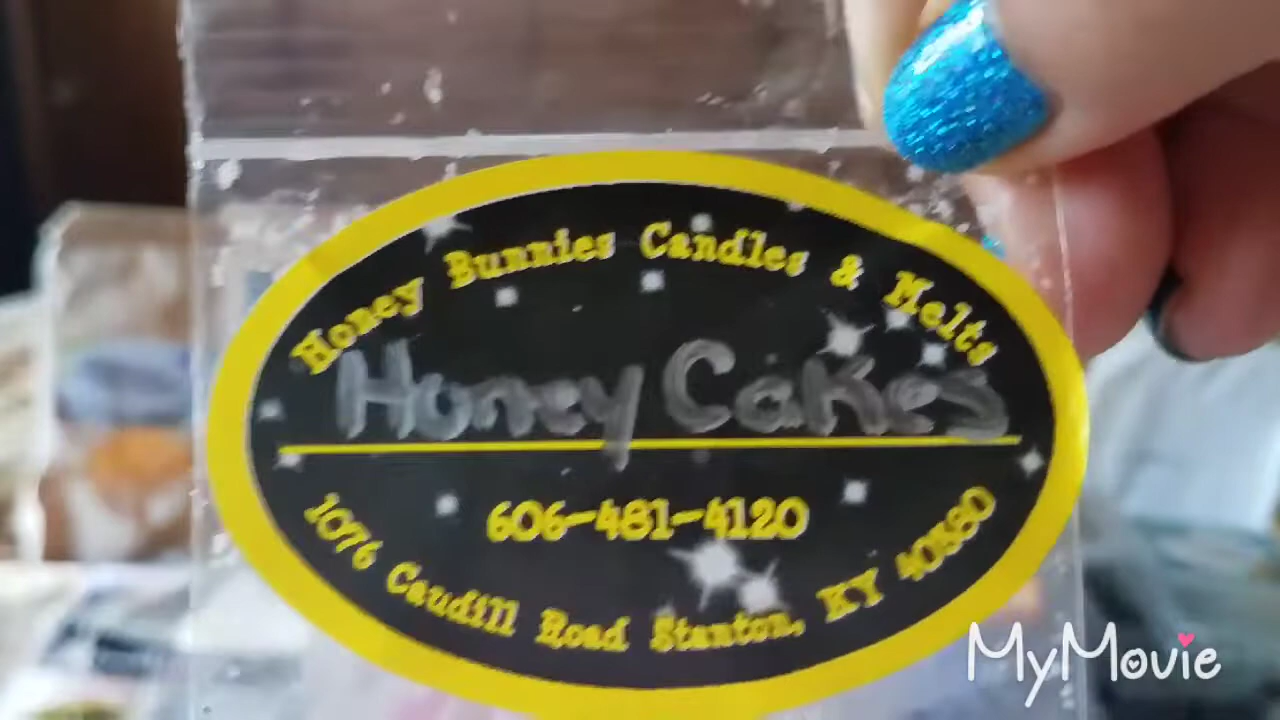 Honey Bunnies Candles & Melts
Honey Cakes
606-481-4120
1076 Caudill Road Stanton, KY 40380
MyMovie